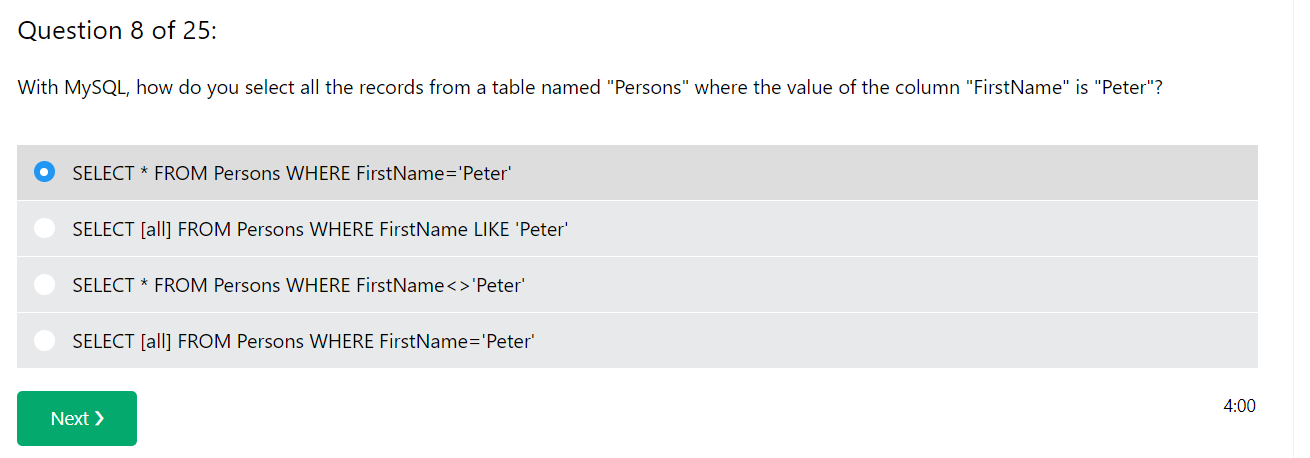 Question 8 of 25:
With MySQL, how do you select all the records from a table named "Persons" where the value of the column "FirstName" is "Peter"?
SELECT * FROM Persons WHERE FirstName='Peter'
SELECT [all] FROM Persons WHERE FirstName LIKE 'Peter'
SELECT * FROM Persons WHERE FirstName<>'Peter'
SELECT [all] FROM Persons WHERE FirstName='Peter'
Next ❯
4:00